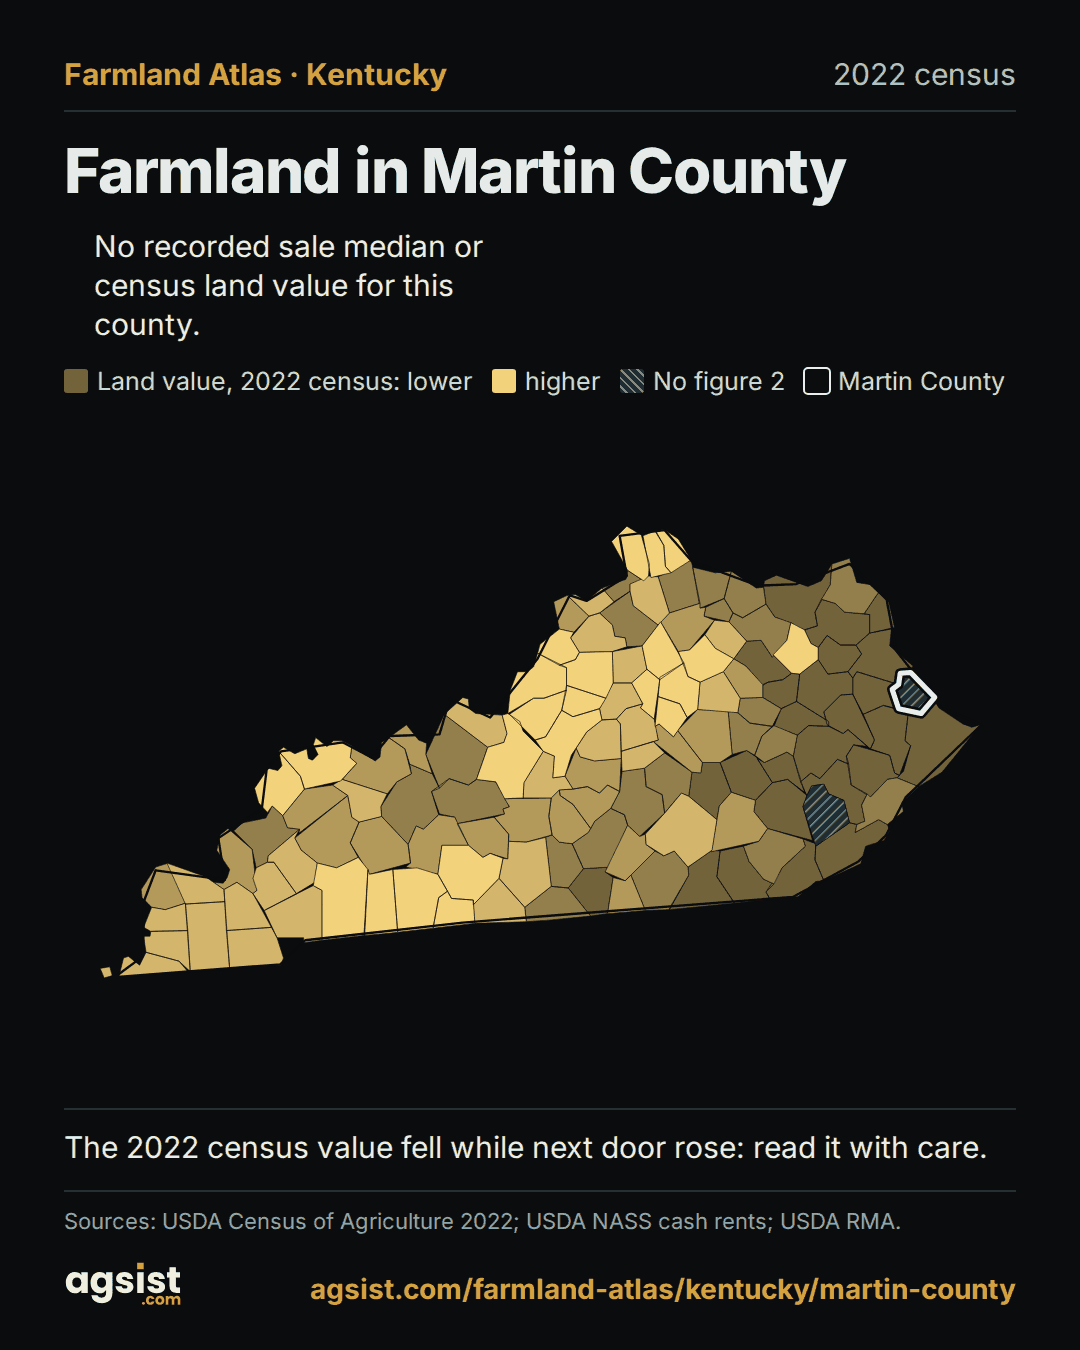 Farmland Atlas · Kentucky
2022 census
Farmland in Martin County
No recorded sale median or
census land value for this
county.
Land value, 2022 census: lower
higher
No figure 2
Martin County
The 2022 census value fell while next door rose: read it with care.
Sources: USDA Census of Agriculture 2022; USDA NASS cash rents; USDA RMA.
agsist
.com
agsist.com/farmland-atlas/kentucky/martin-county